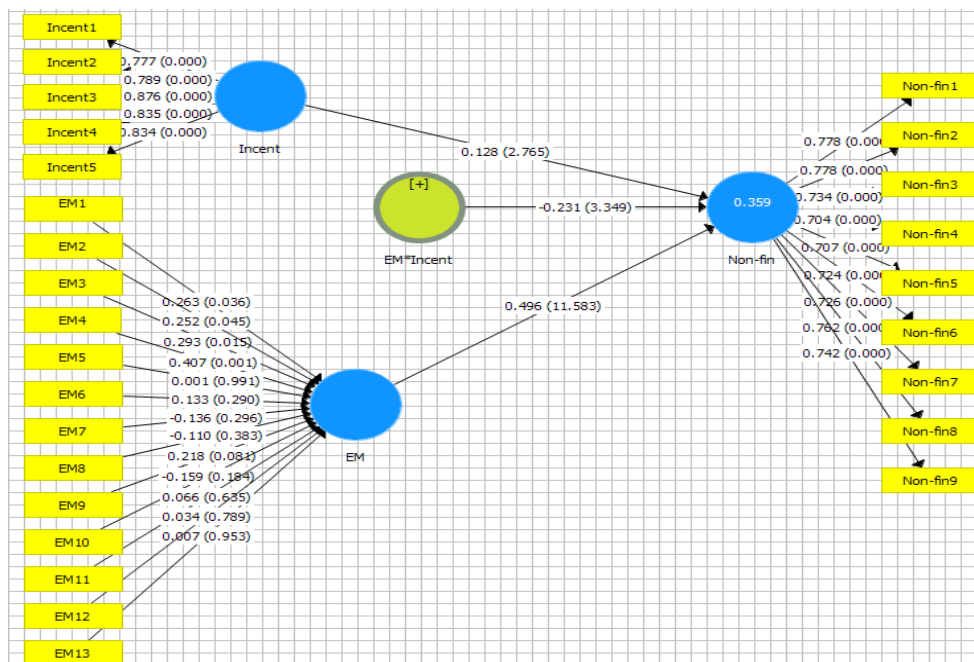 Incent1
Incent2
Incent3
Incent4
Incent5
0.777 (0.000)
0.789 (0.000)
0.876 (0.000)
0.835 (0.000)
0.834 (0.000)
Incent
0.128 (2.765)
[+]
EM*Incent
-0.231 (3.349)
0.359
Non-fin
0.496 (11.583)
EM1
EM2
EM3
EM4
EM5
EM6
EM7
EM8
EM9
EM10
EM11
EM12
EM13
0.263 (0.036)
0.252 (0.045)
0.293 (0.015)
0.407 (0.001)
0.001 (0.991)
0.133 (0.290)
-0.136 (0.296)
-0.110 (0.383)
0.218 (0.081)
-0.159 (0.184)
0.066 (0.635)
0.034 (0.789)
0.007 (0.953)
EM
0.778 (0.00
0.778 (0.000)
0.734 (0.000)
0.704 (0.000)
0.707 (0.000)
0.724 (0.00
0.726 (0.000)
0.762 (0.00
0.742 (0.000)
Non-fin1
Non-fin2
Non-fin3
Non-fin4
Non-fin5
Non-fin6
Non-fin7
Non-fin8
Non-fin9